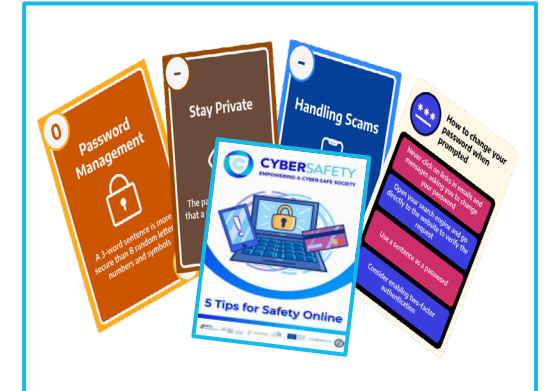 0
Password
Management
A 3-word sentence is more
secure than 8 random letter
numbers and symbols
-
Stay Private
The pa
that a s
-
Handling Scams
CYBERSAFETY
EMPOWERING A CYBER SAFE SOCIETY
5 Tips for Safety Online
***
How to change your
password when
prompted
Never click on links in emails and
messages asking you to change
your password
Open your search engine and go
directly to the website to verify the
request
Use a sentence as a password
Consider enabling two-factor
authentication